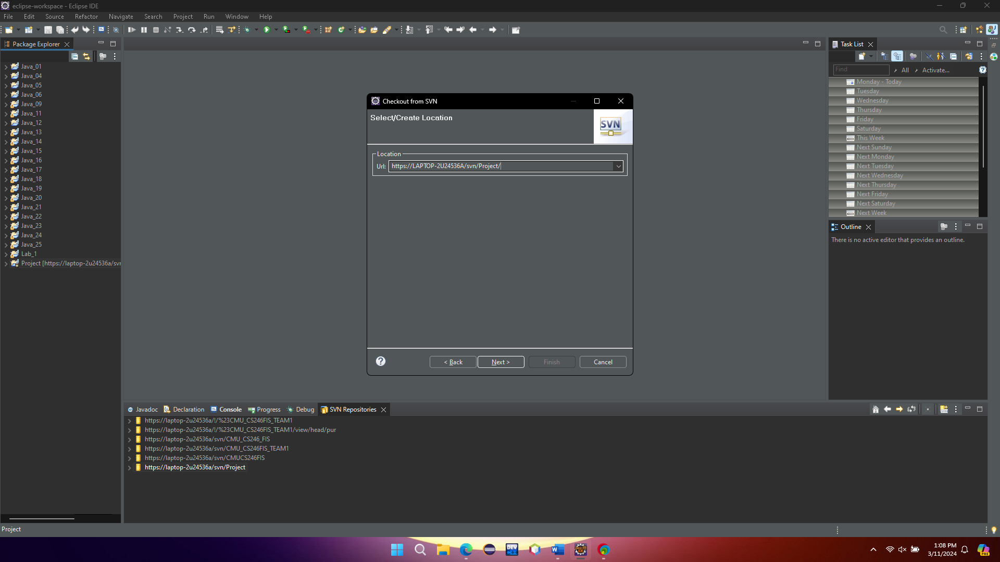 eclipse-workspace - Eclipse IDE
File Edit Source Refactor Navigate Search Project Run Window Help
Package Explorer
Java_01
Java_04
Java_05
Java_06
Java_09
Java_11
Java_12
Java_13
Java_14
Java_15
Java_16
Java_17
Java_18
Java_19
Java_20
Java_21
Java_22
Java_23
Java_24
Java_25
Lab_1
Project [https://laptop-2u24536a/svn
Checkout from SVN
Select/Create Location
SVN
Location
Url: https://LAPTOP-2U24536A/svn/Project/
< Back Next > Finish Cancel
Task List
Find All Activate...
Monday - Today
Tuesday
Wednesday
Thursday
Friday
Saturday
This Week
Next Sunday
Next Monday
Next Tuesday
Next Wednesday
Next Thursday
Next Friday
Next Saturday
Next Week
Outline
There is no active editor that provides an outline.
Javadoc Declaration Console Progress Debug SVN Repositories
https://laptop-2u24536a/!/%23CMU_CS246FIS_TEAM1
https://laptop-2u24536a/!/%23CMU_CS246FIS_TEAM1/view/head/pur
https://laptop-2u24536a/svn/CMU_CS246_FIS
https://laptop-2u24536a/svn/CMU_CS246FIS_TEAM1
https://laptop-2u24536a/svn/CMUCS246FIS
https://laptop-2u24536a/svn/Project
Project
DEV
1:08 PM
3/11/2024
PRE